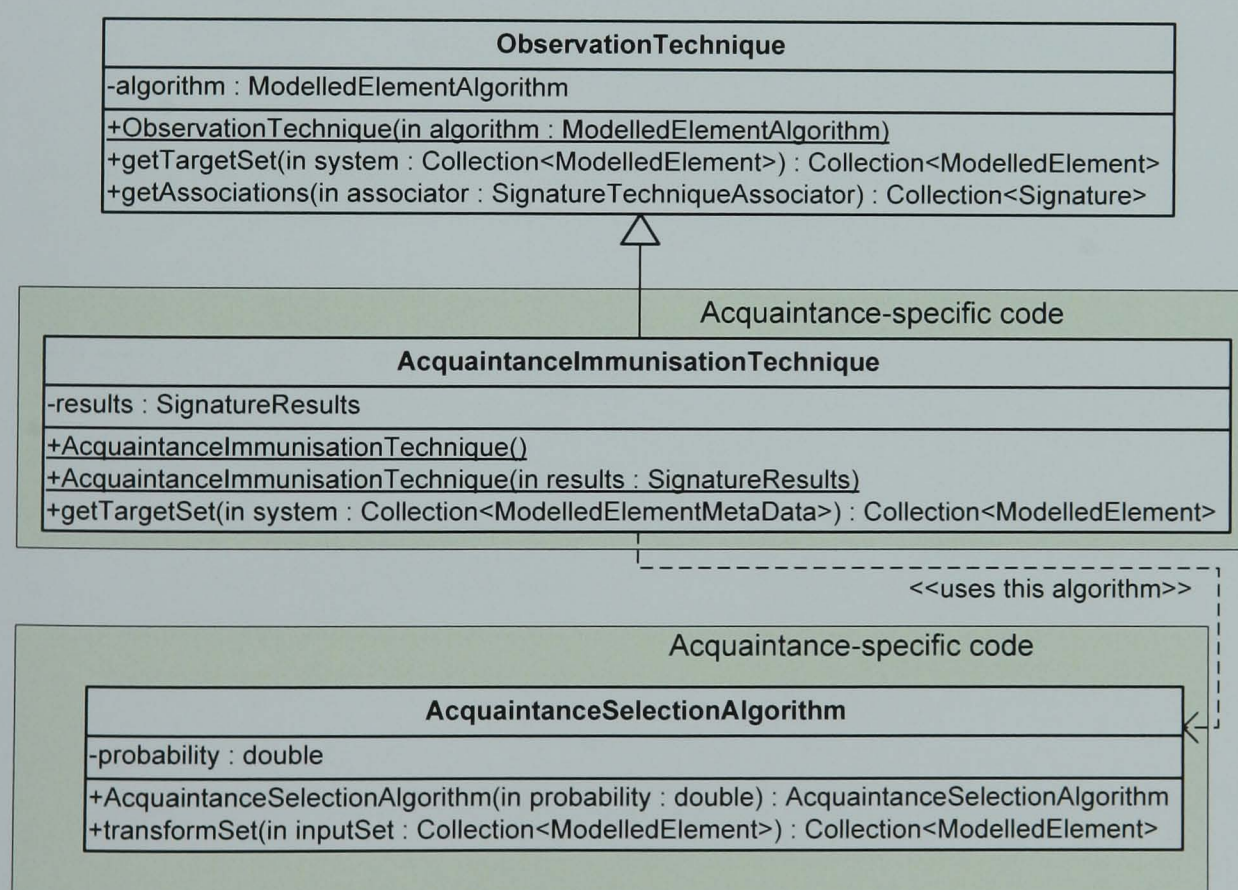 ObservationTechnique
-algorithm : ModelledElementAlgorithm
+ObservationTechnique(in algorithm : ModelledElementAlgorithm)
+getTargetSet(in system : Collection<ModelledElement>) : Collection<ModelledElement>
+getAssociations(in associator : SignatureTechniqueAssociator) : Collection<Signature>
Acquaintance-specific code
AcquaintanceImmunisationTechnique
-results : SignatureResults
+AcquaintanceImmunisationTechnique()
+AcquaintanceImmunisationTechnique(in results : SignatureResults)
+getTargetSet(in system : Collection<ModelledElementMetaData>) : Collection<ModelledElement>
<<uses this algorithm>>
Acquaintance-specific code
AcquaintanceSelectionAlgorithm
-probability : double
+AcquaintanceSelectionAlgorithm(in probability : double) : AcquaintanceSelectionAlgorithm
+transformSet(in inputSet : Collection<ModelledElement>) : Collection<ModelledElement>